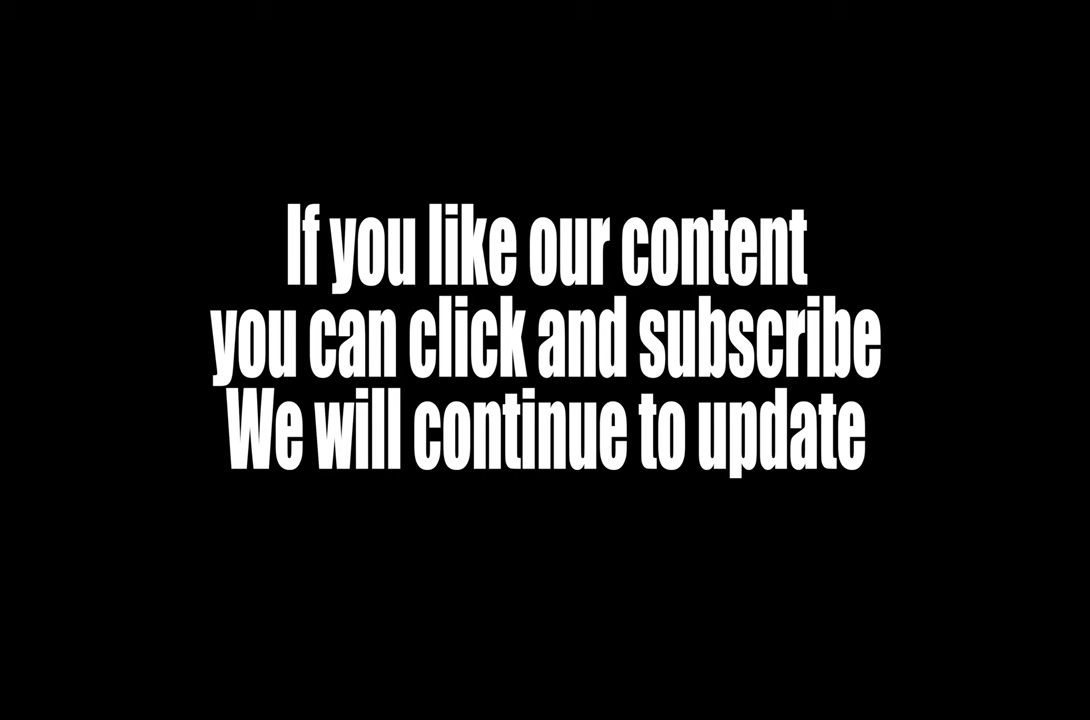 If you like our content
you can click and subscribe
We will continue to update